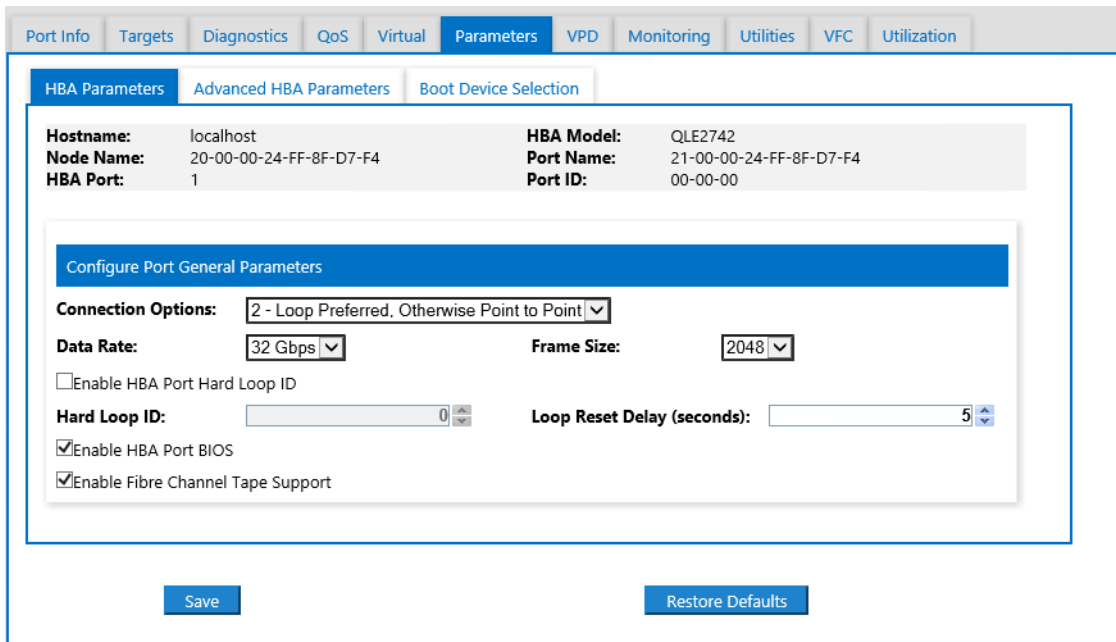 Port Info Targets Diagnostics QoS Virtual Parameters VPD Monitoring Utilities VFC Utilization
HBA Parameters Advanced HBA Parameters Boot Device Selection
Hostname: localhost HBA Model: QLE2742
Node Name: 20-00-00-24-FF-8F-D7-F4 Port Name: 21-00-00-24-FF-8F-D7-F4
HBA Port: 1 Port ID: 00-00-00
Configure Port General Parameters
Connection Options: 2 - Loop Preferred, Otherwise Point to Point
Data Rate: 32 Gbps Frame Size: 2048
Enable HBA Port Hard Loop ID
Hard Loop ID: 0 Loop Reset Delay (seconds): 5
Enable HBA Port BIOS
Enable Fibre Channel Tape Support
Save Restore Defaults